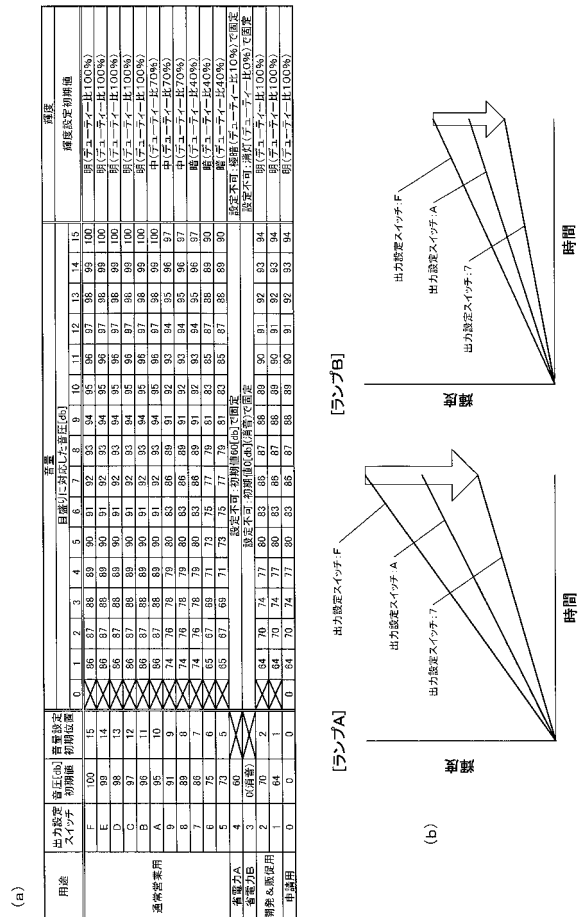 (a)
用途
出力設定
スイッチ
音圧[db]
初期値
音量設定
初期位置
音量
目盛りに対応した音圧[db]
0 1 2 3 4 5 6 7 8 9 10 11 12 13 14 15
輝度
輝度設定初期値
通常営業用
F 100 15 86 87 88 89 90 91 92 93 94 95 96 97 98 99 100 明(デューティー比100%)
E 99 14 86 87 88 89 90 91 92 93 94 95 96 97 98 99 100 明(デューティー比100%)
D 98 13 86 87 88 89 90 91 92 93 94 95 96 97 98 99 100 明(デューティー比100%)
C 97 12 86 87 88 89 90 91 92 93 94 95 96 97 98 99 100 明(デューティー比100%)
B 96 11 86 87 88 89 90 91 92 93 94 95 96 97 98 99 100 明(デューティー比100%)
A 95 10 86 87 88 89 90 91 92 93 94 95 96 97 98 99 100 中(デューティー比70%)
9 91 9 74 76 78 79 80 83 86 89 91 92 93 94 95 96 97 中(デューティー比70%)
8 89 8 74 76 78 79 80 83 86 89 91 92 93 94 95 96 97 中(デューティー比70%)
7 86 7 74 76 78 79 80 83 86 89 91 92 93 94 95 96 97 暗(デューティー比40%)
6 75 6 65 67 69 71 73 75 77 79 81 83 85 87 88 89 90 暗(デューティー比40%)
5 73 5 65 67 69 71 73 75 77 79 81 83 85 87 88 89 90 暗(デューティー比40%)
省電力A 4 60 設定不可:初期値60[db]で固定 設定不可:極暗(デューティー比10%)で固定
省電力B 3 0(消音) 設定不可:初期値0[db](消音)で固定 設定不可:消灯(デューティー比0%)で固定
開発&販促用
2 70 2 64 70 74 77 80 83 85 87 88 89 90 91 92 93 94 明(デューティー比100%)
1 64 1 64 70 74 77 80 83 85 87 88 89 90 91 92 93 94 明(デューティー比100%)
申請用 0 0 0 0 64 70 74 77 80 83 85 87 88 89 90 91 92 93 94 明(デューティー比100%)
(b)
[ランプA]
輝度
出力設定スイッチ:F
出力設定スイッチ:A
出力設定スイッチ:7
時間
[ランプB]
輝度
出力設定スイッチ:F
出力設定スイッチ:A
出力設定スイッチ:7
時間